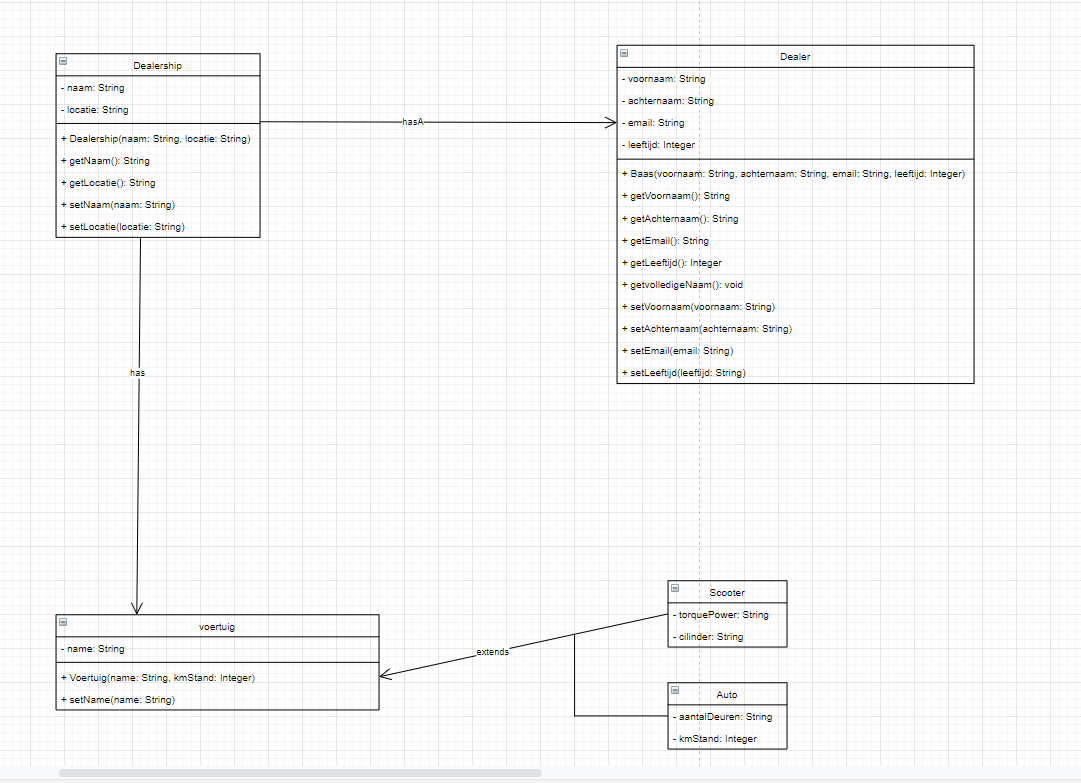 Dealership
- naam: String
- locatie: String
+ Dealership(naam: String, locatie: String)
+ getNaam(): String
+ getLocatie(): String
+ setNaam(naam: String)
+ setLocatie(locatie: String)
hasA
Dealer
- voornaam: String
- achternaam: String
- email: String
- leeftijd: Integer
+ Baas(voornaam: String, achternaam: String, email: String, leeftijd: Integer)
+ getVoornaam(): String
+ getAchternaam(): String
+ getEmail(): String
+ getLeeftijd(): Integer
+ getvolledigeNaam(): void
+ setVoornaam(voornaam: String)
+ setAchternaam(achternaam: String)
+ setEmail(email: String)
+ setLeeftijd(leeftijd: String)
has
voertuig
- name: String
+ Voertuig(name: String, kmStand: Integer)
+ setName(name: String)
extends
Scooter
- torquePower: String
- cilinder: String
Auto
- aantalDeuren: String
- kmStand: Integer